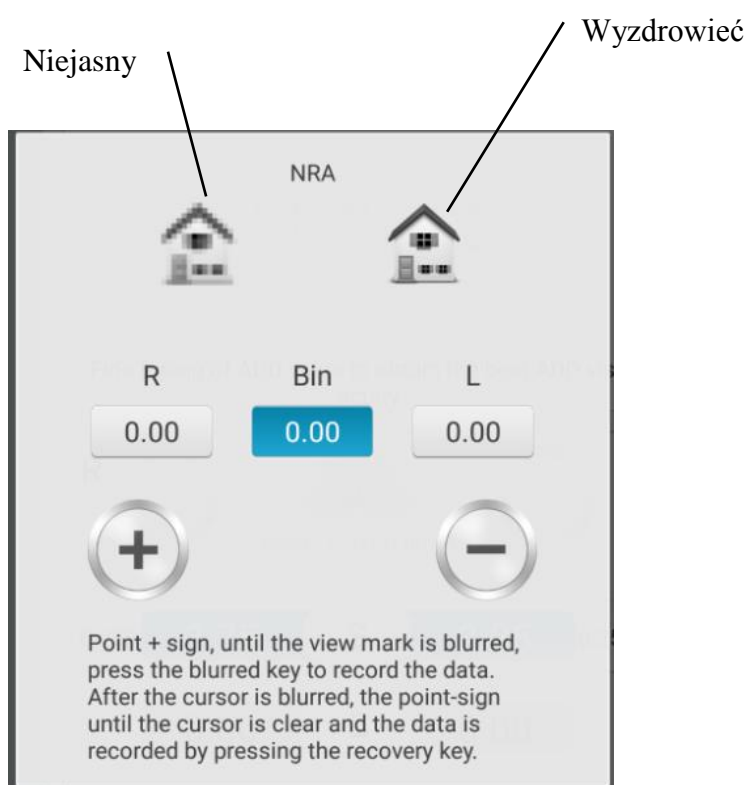 Wyzdrowieć
Niejasny
NRA
R Bin L
0.00 0.00 0.00
+ −
Point + sign, until the view mark is blurred,
press the blurred key to record the data.
After the cursor is blurred, the point-sign
until the cursor is clear and the data is
recorded by pressing the recovery key.